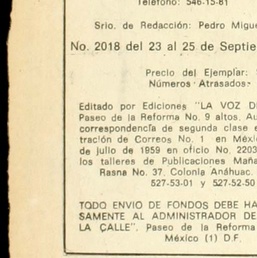 Teléfono: 546-15-81
Srio. de Redacción: Pedro Migue
No. 2018 del 23 al 25 de Septie
Precio del Ejemplar:
Números Atrasados
Editado por Ediciones "LA VOZ D
Paseo de la Reforma No. 9 altos. Au
correspondencia de segunda clase e
tración de Correos No. 1 en Méxi
de julio de 1959 en oficio No. 2203
los talleres de Publicaciones Maña
Rasna No. 37. Colonia Anáhuac.
527-53-01 y 527-52-50
TODO ENVIO DE FONDOS DEBE HA
SAMENTE AL ADMINISTRADOR DE
LA CALLE". Paseo de la Reforma
México (1) D.F.